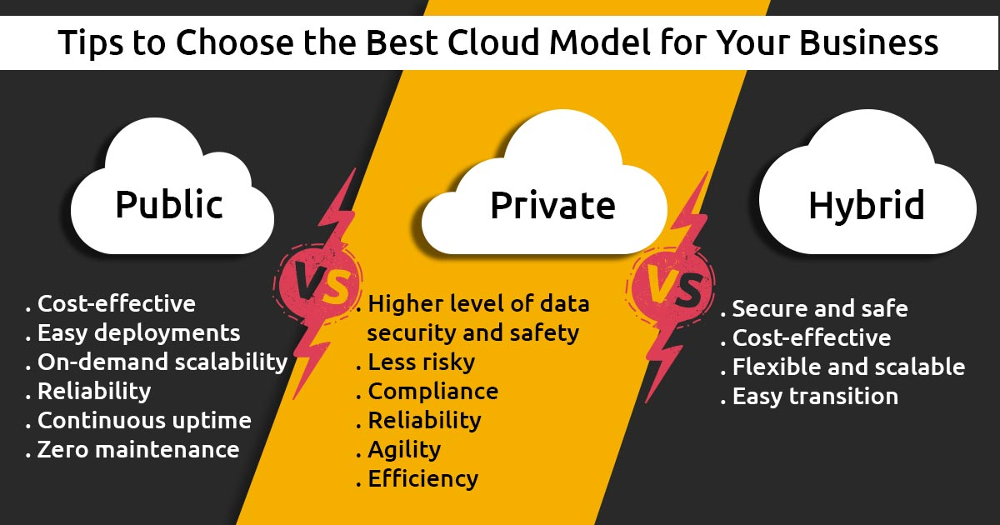 Tips to Choose the Best Cloud Model for Your Business
Public
. Cost-effective
. Easy deployments
. On-demand scalability
. Reliability
. Continuous uptime
. Zero maintenance
VS
Private
. Higher level of data
security and safety
. Less risky
. Compliance
. Reliability
. Agility
. Efficiency
VS
Hybrid
. Secure and safe
. Cost-effective
. Flexible and scalable
. Easy transition